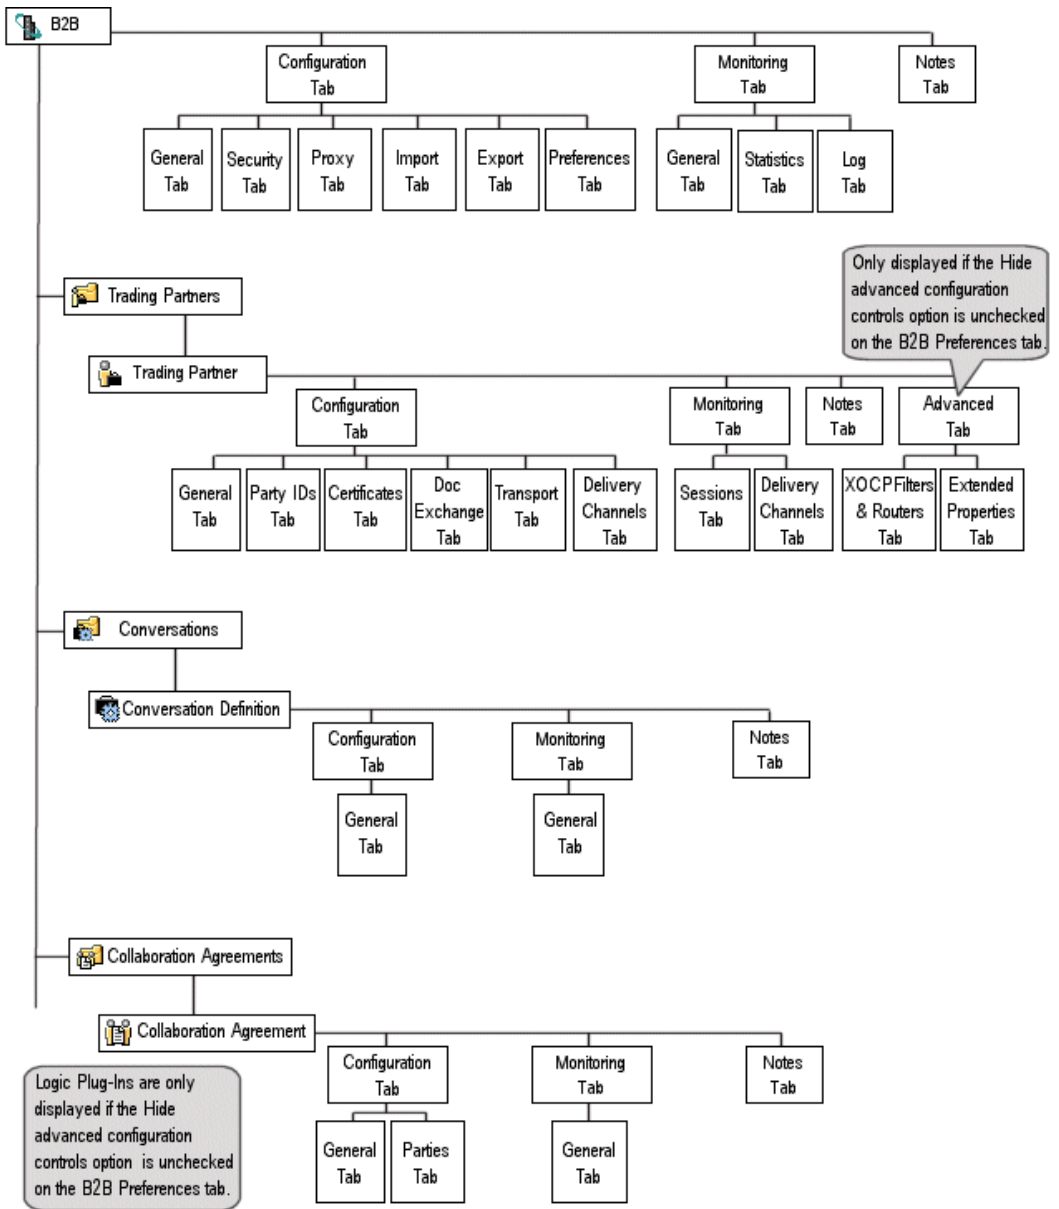 B2B
Configuration
Tab
Monitoring
Tab
Notes
Tab
General
Tab
Security
Tab
Proxy
Tab
Import
Tab
Export
Tab
Preferences
Tab
General
Tab
Statistics
Tab
Log
Tab
Only displayed if the Hide
advanced configuration
controls option is unchecked
on the B2B Preferences tab.
Trading Partners
Trading Partner
Configuration
Tab
Monitoring
Tab
Notes
Tab
Advanced
Tab
General
Tab
Party IDs
Tab
Certificates
Tab
Doc
Exchange
Tab
Transport
Tab
Delivery
Channels
Tab
Sessions
Tab
Delivery
Channels
Tab
XOCPFilters
& Routers
Tab
Extended
Properties
Tab
Conversations
Conversation Definition
Configuration
Tab
Monitoring
Tab
Notes
Tab
General
Tab
General
Tab
Collaboration Agreements
Collaboration Agreement
Configuration
Tab
Monitoring
Tab
Notes
Tab
General
Tab
Parties
Tab
General
Tab
Logic Plug-Ins are only
displayed if the Hide
advanced configuration
controls option is unchecked
on the B2B Preferences tab.